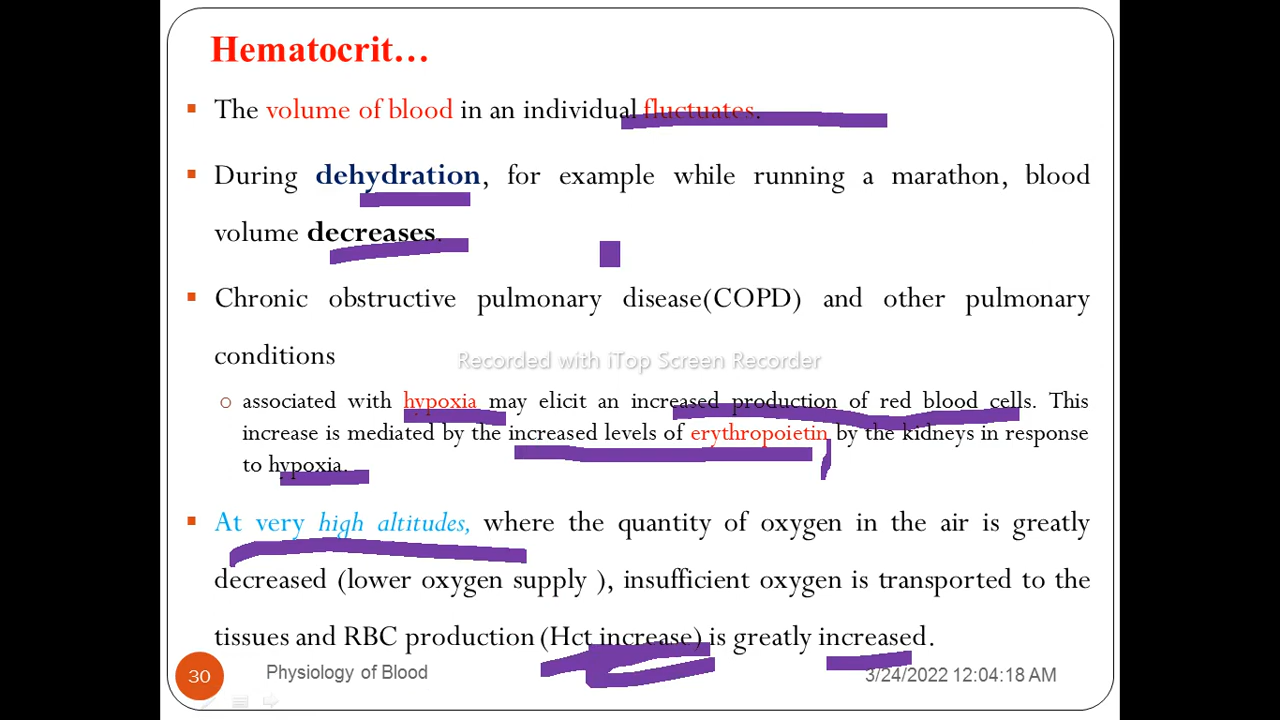 Hematocrit…
The volume of blood in an individual fluctuates.
During dehydration, for example while running a marathon, blood
volume decreases.
Chronic obstructive pulmonary disease(COPD) and other pulmonary
conditions
Recorded with iTop Screen Recorder
associated with hypoxia may elicit an increased production of red blood cells. This
increase is mediated by the increased levels of erythropoietin by the kidneys in response
to hypoxia.
At very high altitudes, where the quantity of oxygen in the air is greatly
decreased (lower oxygen supply ), insufficient oxygen is transported to the
tissues and RBC production (Hct increase) is greatly increased.
30 Physiology of Blood 3/24/2022 12:04:18 AM